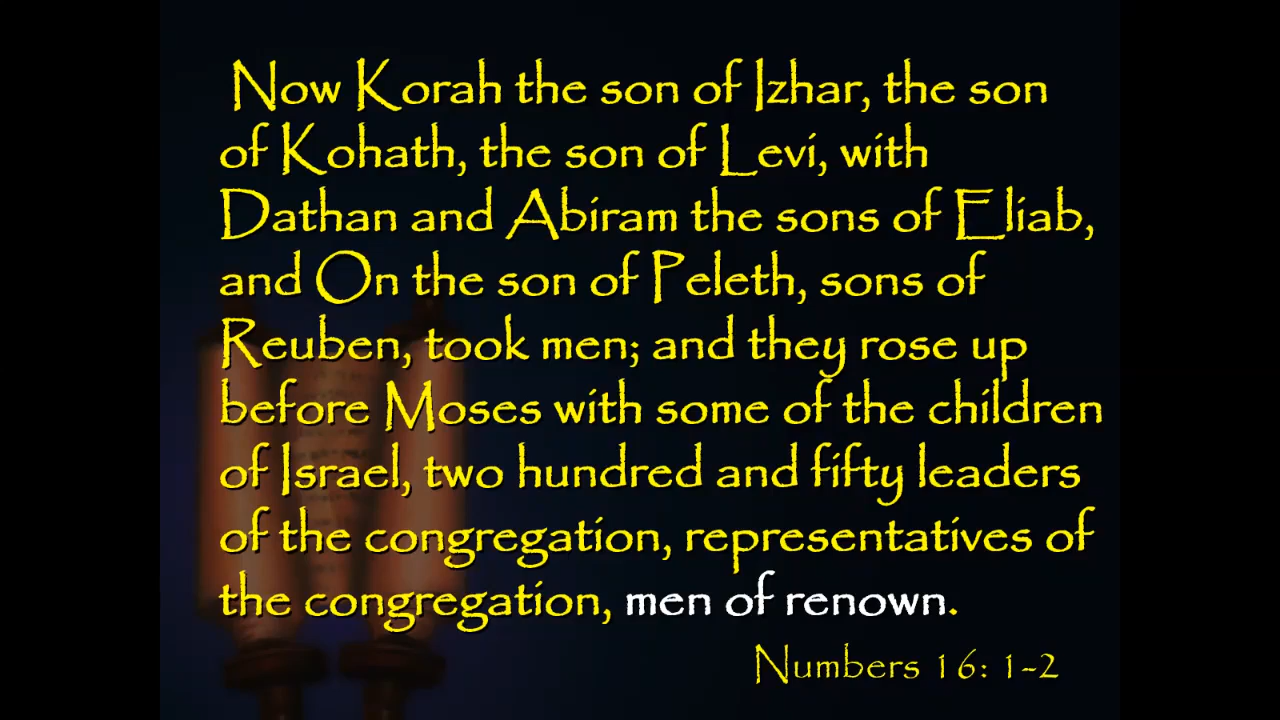 Now Korah the son of Izhar, the son
of Kohath, the son of Levi, with
Dathan and Abiram the sons of Eliab,
and On the son of Peleth, sons of
Reuben, took men; and they rose up
before Moses with some of the children
of Israel, two hundred and fifty leaders
of the congregation, representatives of
the congregation, men of renown.
Numbers 16: 1-2